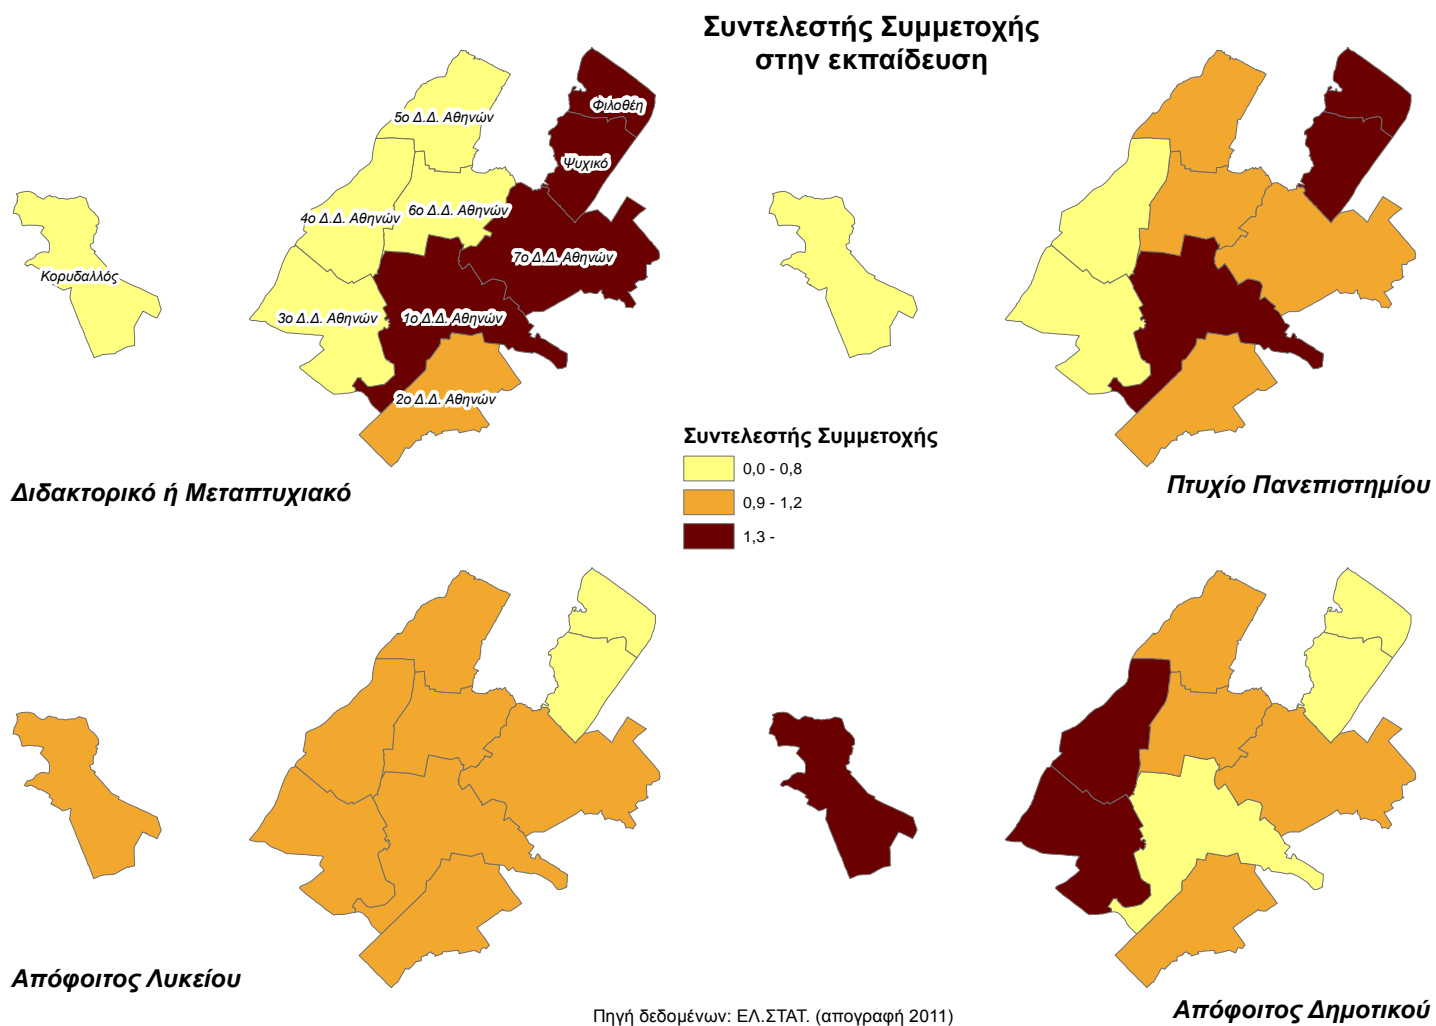 Συντελεστής Συμμετοχής
στην εκπαίδευση
Φιλοθέη
5ο Δ.Δ. Αθηνών
Ψυχικό
4ο Δ.Δ. Αθηνών
6ο Δ.Δ. Αθηνών
7ο Δ.Δ. Αθηνών
Κορυδαλλός
3ο Δ.Δ. Αθηνών
1ο Δ.Δ. Αθηνών
2ο Δ.Δ. Αθηνών
Διδακτορικό ή Μεταπτυχιακό
Πτυχίο Πανεπιστημίου
Συντελεστής Συμμετοχής
0,0 - 0,8
0,9 - 1,2
1,3 -
Απόφοιτος Λυκείου
Απόφοιτος Δημοτικού
Πηγή δεδομένων: ΕΛ.ΣΤΑΤ. (απογραφή 2011)